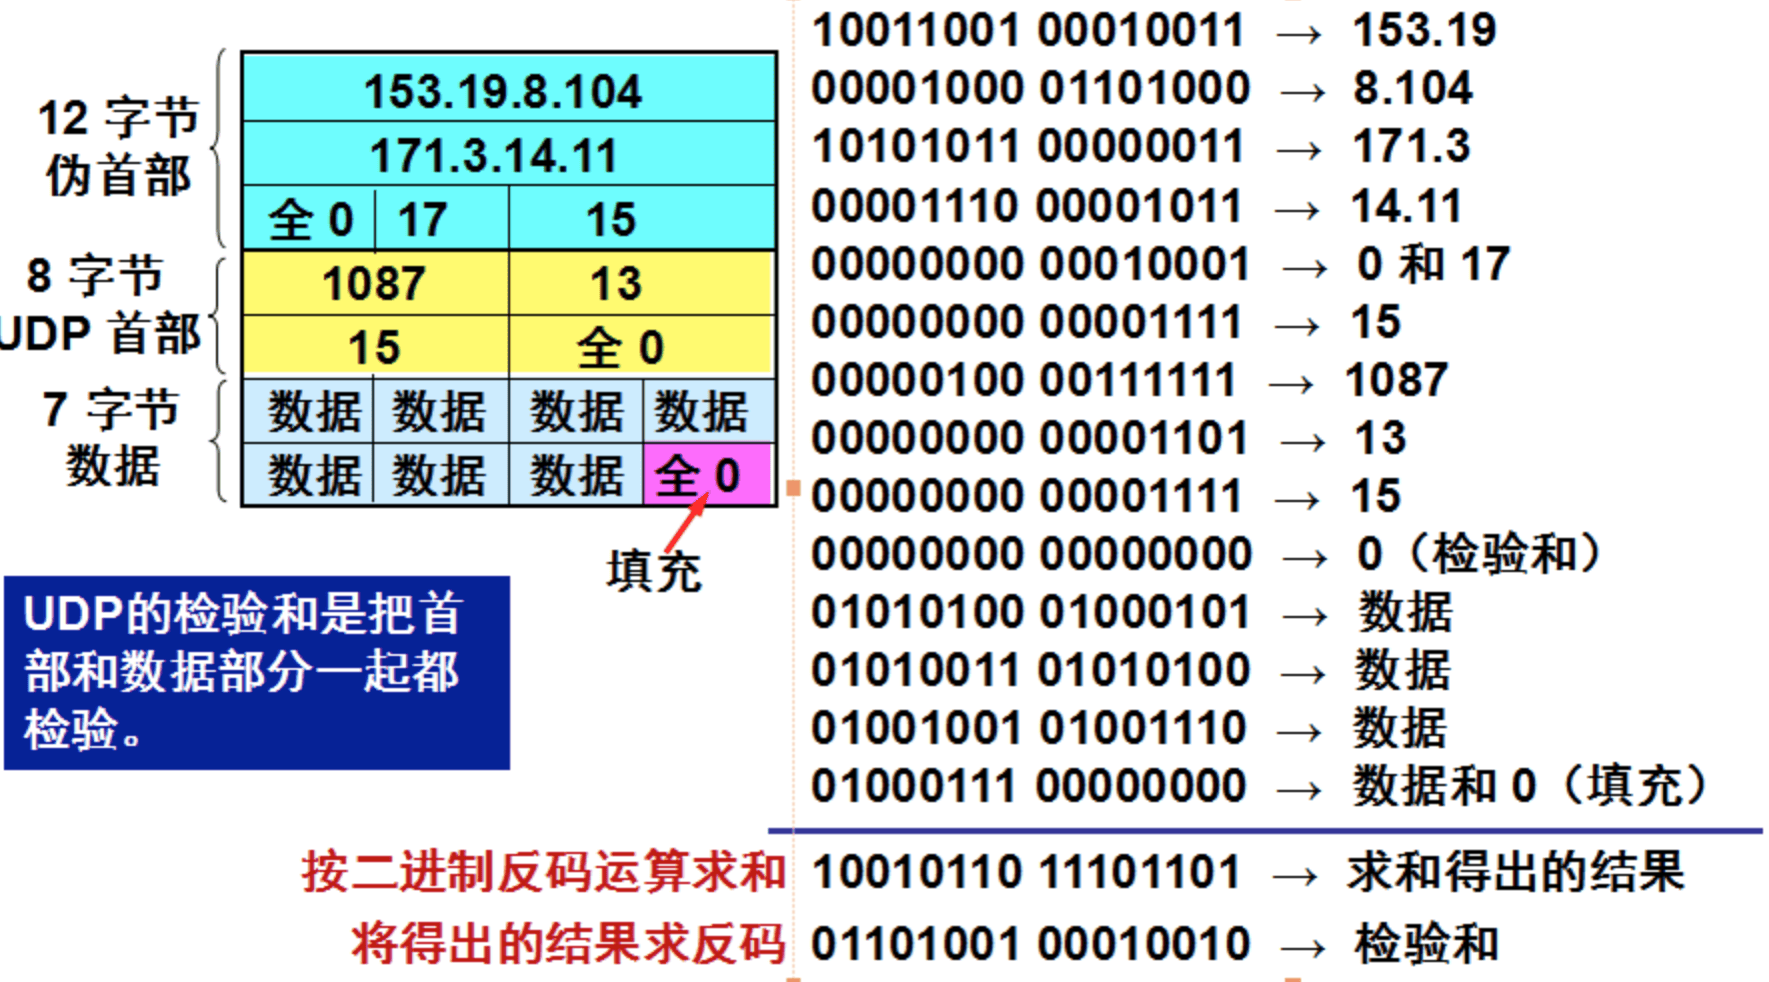 12 字节
伪首部
153.19.8.104
171.3.14.11
全 0 17 15
8 字节
UDP 首部
1087 13
15 全 0
7 字节
数据
数据 数据 数据 数据
数据 数据 数据 全 0
填充
UDP的检验和是把首
部和数据部分一起都
检验。
10011001 00010011 → 153.19
00001000 01101000 → 8.104
10101011 00000011 → 171.3
00001110 00001011 → 14.11
00000000 00010001 → 0 和 17
00000000 00001111 → 15
00000100 00111111 → 1087
00000000 00001101 → 13
00000000 00001111 → 15
00000000 00000000 → 0（检验和）
01010100 01000101 → 数据
01010011 01010100 → 数据
01001001 01001110 → 数据
01000111 00000000 → 数据和 0（填充）
按二进制反码运算求和 10010110 11101101 → 求和得出的结果
将得出的结果求反码 01101001 00010010 → 检验和